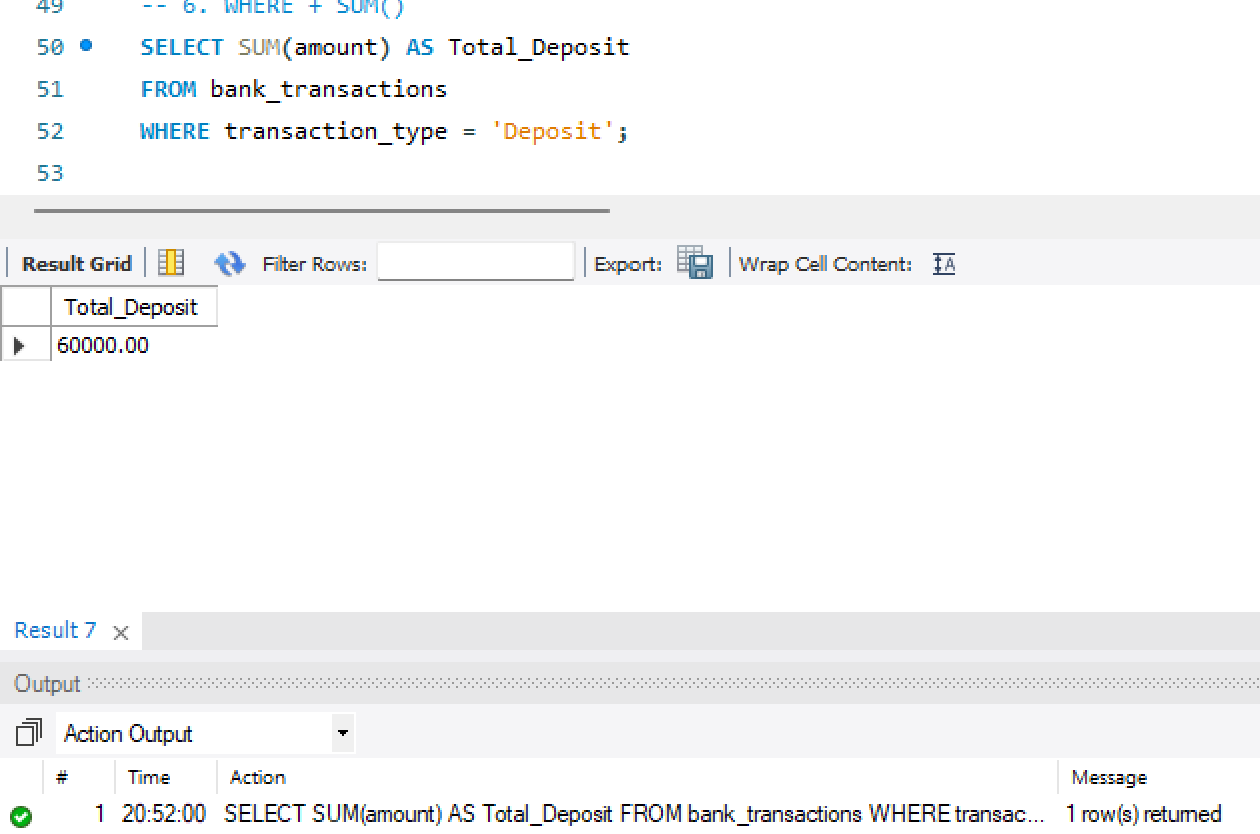 49 -- 6. WHERE + SUM()
50 SELECT SUM(amount) AS Total_Deposit
51 FROM bank_transactions
52 WHERE transaction_type = 'Deposit';
53
Result Grid Filter Rows: Export: Wrap Cell Content: IA
Total_Deposit
60000.00
Result 7 ×
Output
Action Output
# Time Action Message
1 20:52:00 SELECT SUM(amount) AS Total_Deposit FROM bank_transactions WHERE transac... 1 row(s) returned